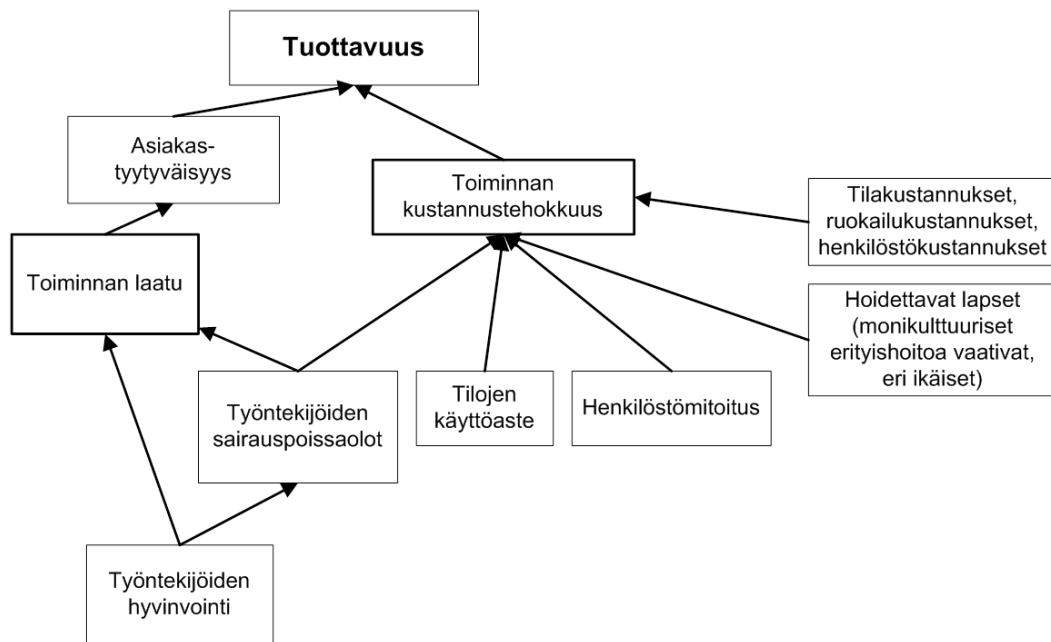 Tuottavuus
Asiakas-
tyytyväisyys
Toiminnan
kustannustehokkuus
Tilakustannukset,
ruokailukustannukset,
henkilöstökustannukset
Toiminnan laatu
Hoidettavat lapset
(monikulttuuriset
erityishoitoa vaativat,
eri ikäiset)
Työntekijöiden
sairauspoissaolot
Tilojen
käyttöaste
Henkilöstömitoitus
Työntekijöiden
hyvinvointi